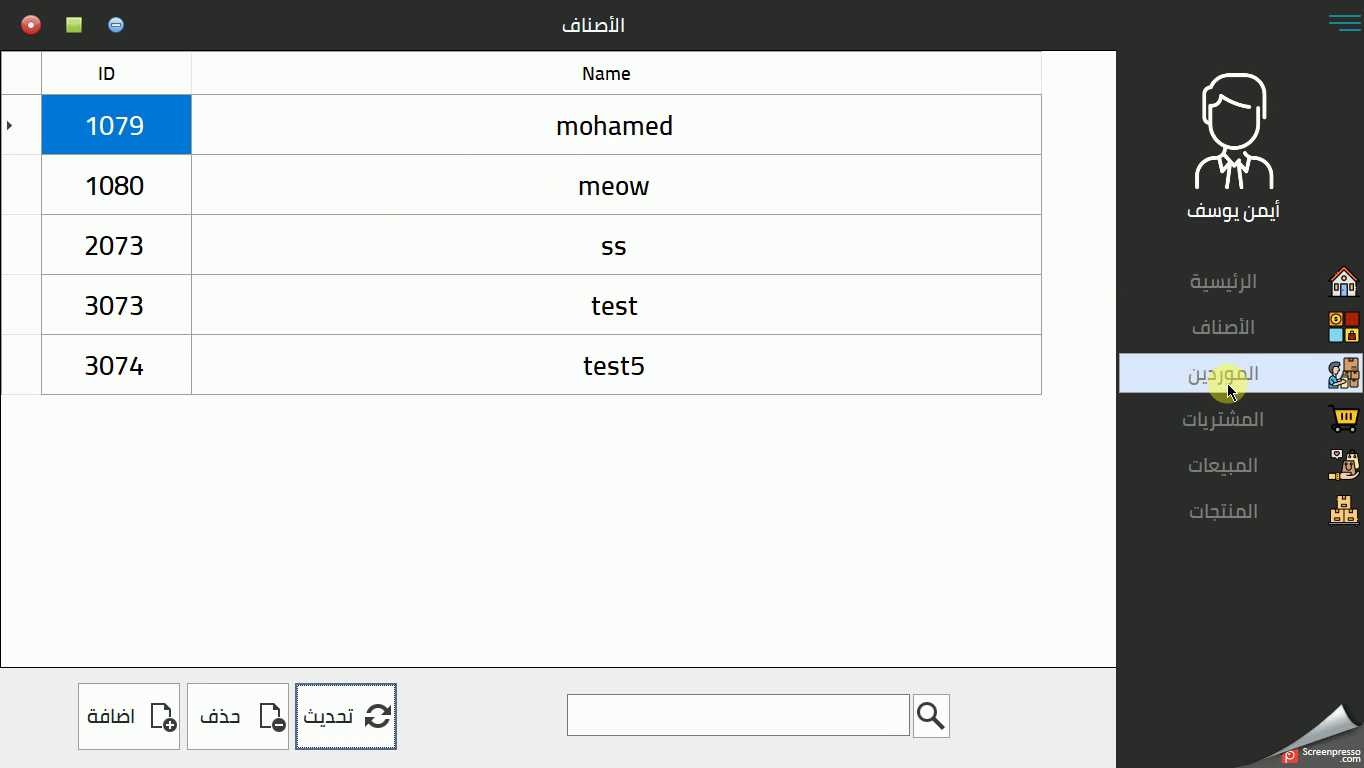 الأصناف
ID Name
1079 mohamed
1080 meow
2073 ss
3073 test
3074 test5
أيمن يوسف
الرئيسية
الأصناف
الموردين
المشتريات
المبيعات
المنتجات
اضافة
حذف
تحديث
Screenpresso
.com